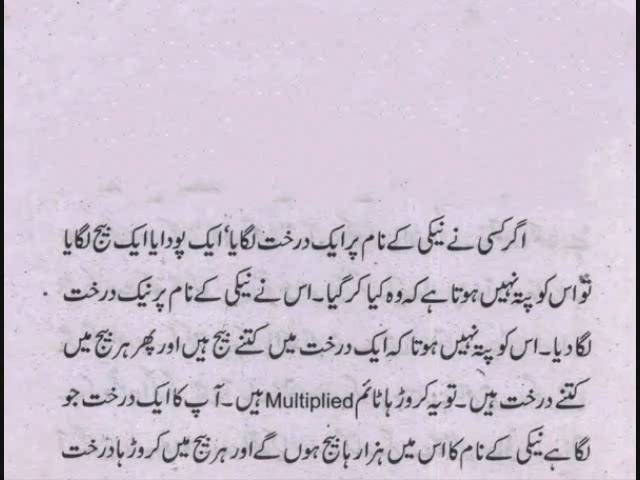 اگر کسی نے نیکی کے نام پر ایک درخت لگایا، ایک پودا یا ایک بیج لگایا
تو اس کو پتہ نہیں ہوتا ہے کہ وہ کیا کر گیا۔ اس نے نیکی کے نام پر نیک درخت
لگا دیا۔ اس کو پتہ نہیں ہوتا کہ ایک درخت میں کتنے بیج ہیں اور پھر ہر بیج میں
کتنے درخت ہیں۔ تو یہ کروڑ ہا ٹائم Multiplied ہیں۔ آپ کا ایک درخت جو
لگا ہے نیکی کے نام کا اس میں ہزار ہا بیج ہوں گے اور ہر بیج میں کروڑ ہا درخت